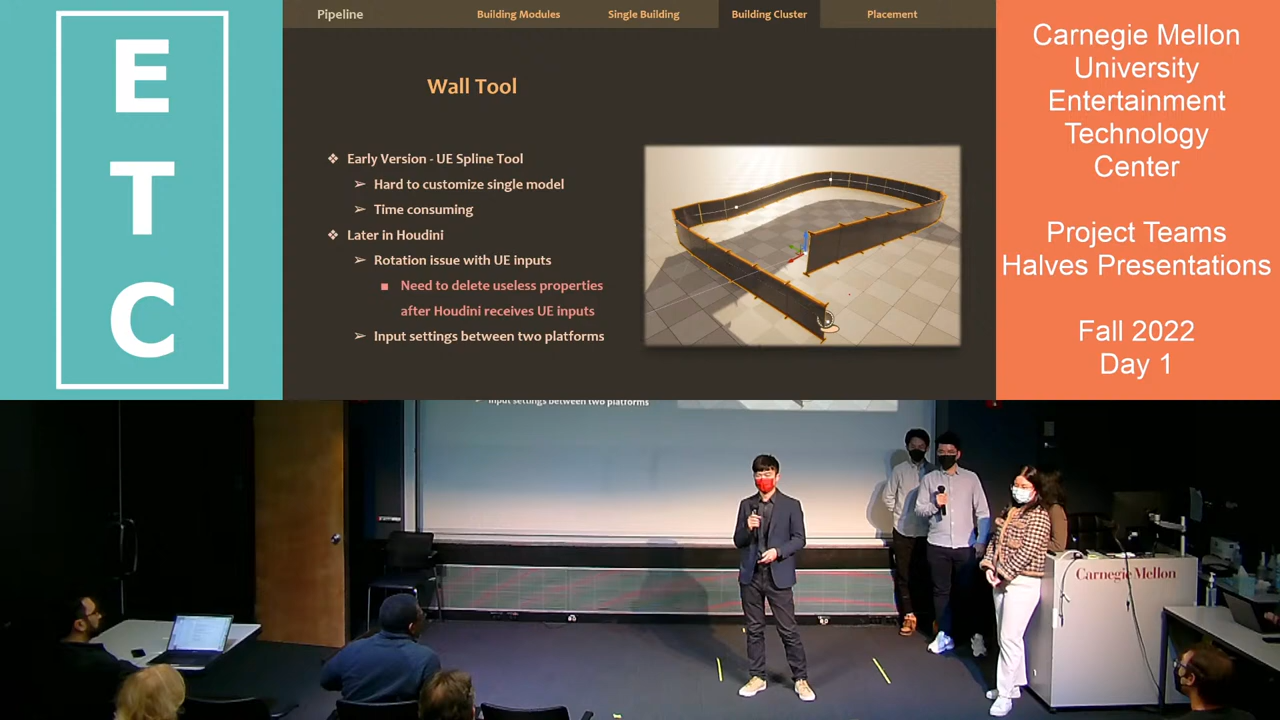 E
T
C
Pipeline
Building Modules
Single Building
Building Cluster
Placement
Wall Tool
❖ Early Version - UE Spline Tool
➢ Hard to customize single model
➢ Time consuming
❖ Later in Houdini
➢ Rotation issue with UE inputs
■ Need to delete useless properties
after Houdini receives UE inputs
➢ Input settings between two platforms
Carnegie Mellon
University
Entertainment
Technology
Center
Project Teams
Halves Presentations
Fall 2022
Day 1
➢ Input settings between two platforms
Carnegie Mellon